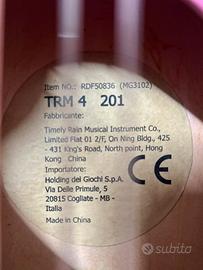 Item NO.: RDF50836 (MG3102)
TRM 4 201
Fabricante:
Timely Rain Musical Instrument Co.,
Limited Flat 01 2/F, On Ning Bldg., 425
- 431 King's Road, North point, Hong
Kong China
Importatore:
Holding dei Giochi S.p.A.
Via Delle Primule, 5
20815 Cogliate - MB -
Italia
Made in China
CE
subito